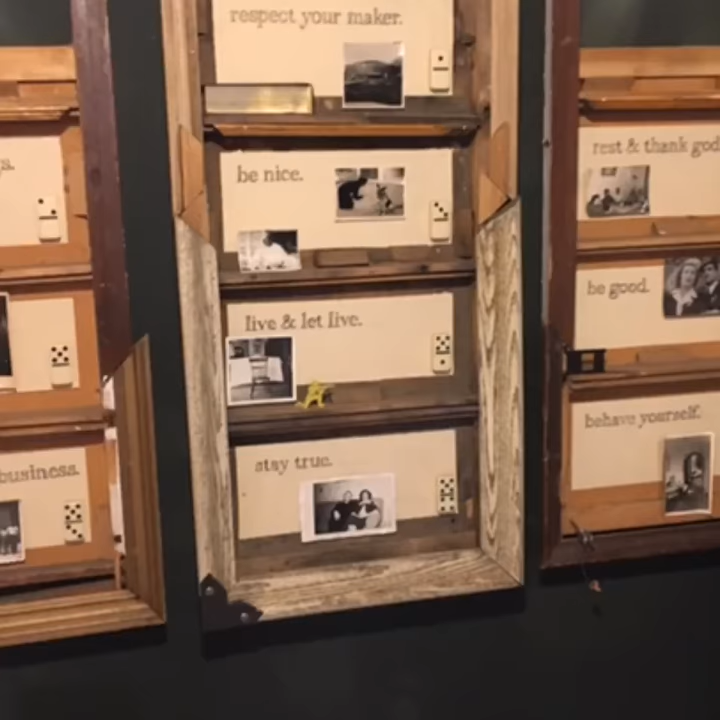 respect your maker.
be nice.
live & let live.
stay true.
business.
rest & thank god
be good.
behave yourself.